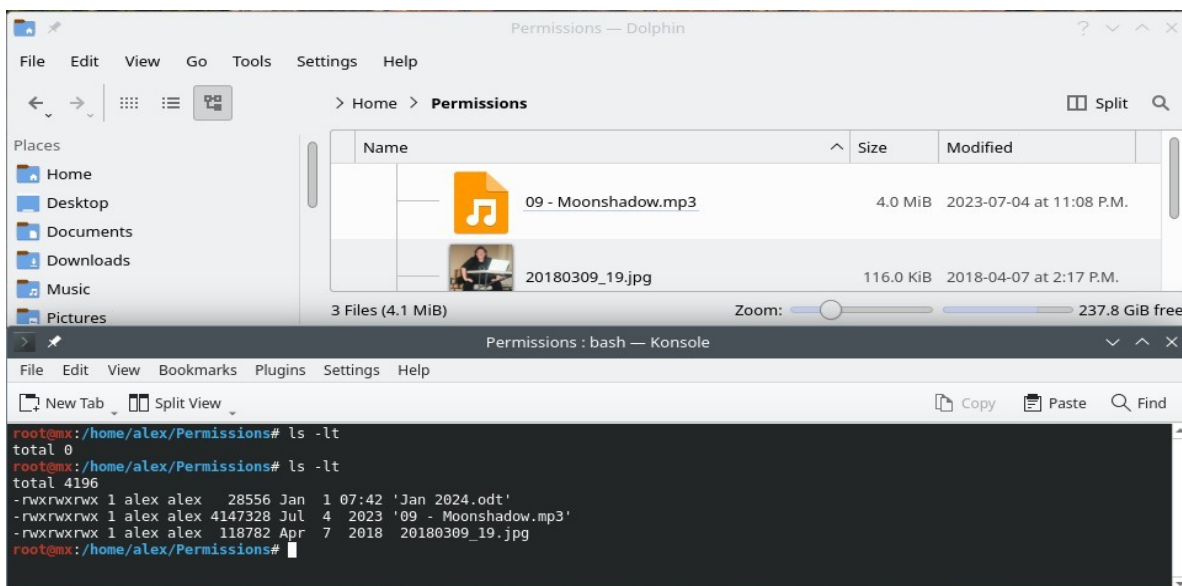 Permissions — Dolphin
File Edit View Go Tools Settings Help
> Home > Permissions Split
Places
Name Size Modified
Home
Desktop
Documents
Downloads
Music
Pictures
09 - Moonshadow.mp3 4.0 MiB 2023-07-04 at 11:08 P.M.
20180309_19.jpg 116.0 KiB 2018-04-07 at 2:17 P.M.
3 Files (4.1 MiB) Zoom: 237.8 GiB free
Permissions : bash — Konsole
File Edit View Bookmarks Plugins Settings Help
New Tab Split View Copy Paste Find
root@mx:/home/alex/Permissions# ls -lt
total 0
root@mx:/home/alex/Permissions# ls -lt
total 4196
-rwxrwxrwx 1 alex alex   28556 Jan  1 07:42 'Jan 2024.odt'
-rwxrwxrwx 1 alex alex 4147328 Jul  4  2023 '09 - Moonshadow.mp3'
-rwxrwxrwx 1 alex alex  118782 Apr  7  2018  20180309_19.jpg
root@mx:/home/alex/Permissions#